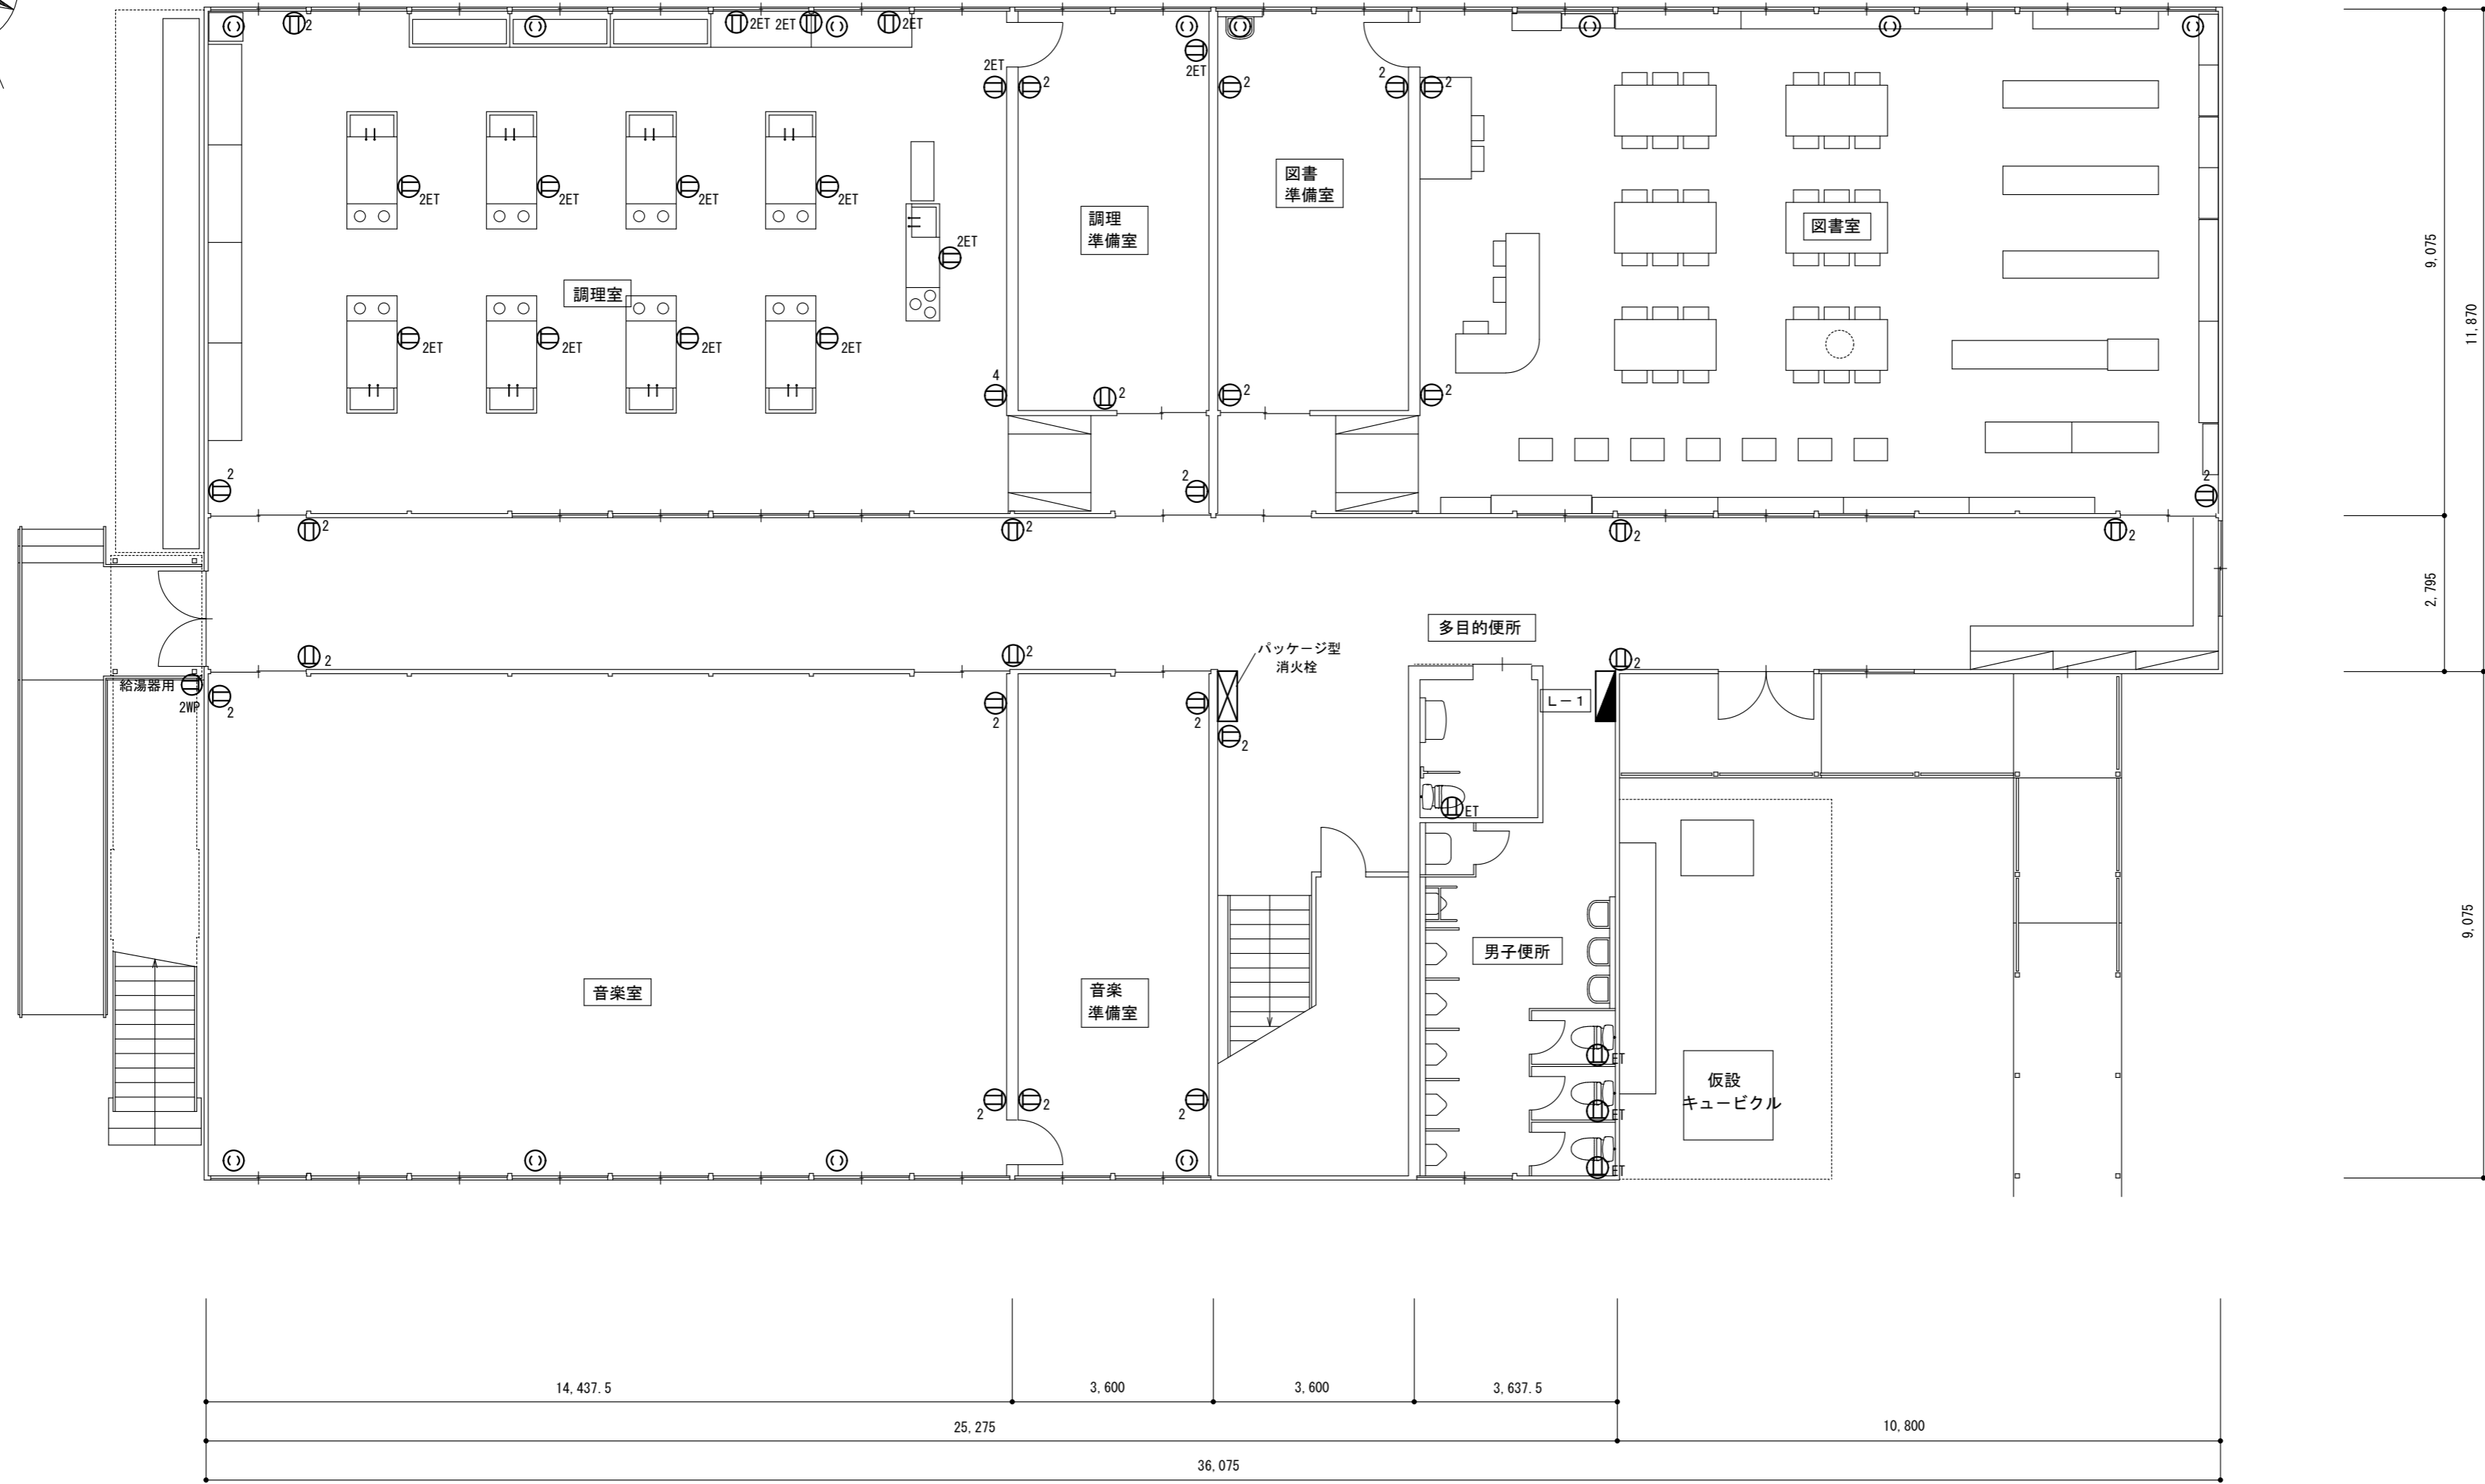 2
2ET
2ET
2ET
2ET
2ET
2
2
2
2
2ET
2ET
2ET
2ET
2ET
図書
準備室
調理
準備室
図書室
調理室
2ET
2ET
2ET
2ET
4
2
2
2
2
2
2
2
2
2
2
2
2
2
多目的便所
パッケージ型
消火栓
給湯器用
2WP
2
2
2
2
L－1
ET
男子便所
音楽室
音楽
準備室
ET
ET
ET
仮設
キュービクル
2
2
2
9,075
11,870
2,795
9,075
14,437.5
3,600
3,600
3,637.5
25,275
10,800
36,075